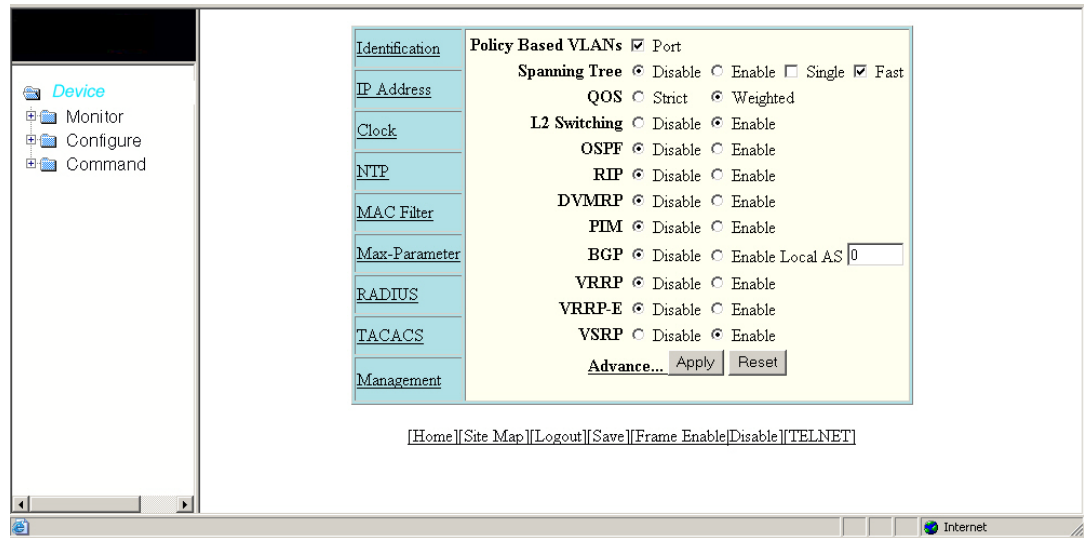 Device
Monitor
Configure
Command
Identification
IP Address
Clock
NTP
MAC Filter
Max-Parameter
RADIUS
TACACS
Management
Policy Based VLANs Port
Spanning Tree Disable Enable Single Fast
QOS Strict Weighted
L2 Switching Disable Enable
OSPF Disable Enable
RIP Disable Enable
DVMRP Disable Enable
PIM Disable Enable
BGP Disable Enable Local AS 0
VRRP Disable Enable
VRRP-E Disable Enable
VSRP Disable Enable
Advance... Apply Reset
[Home][Site Map][Logout][Save][Frame Enable|Disable][TELNET]
Internet